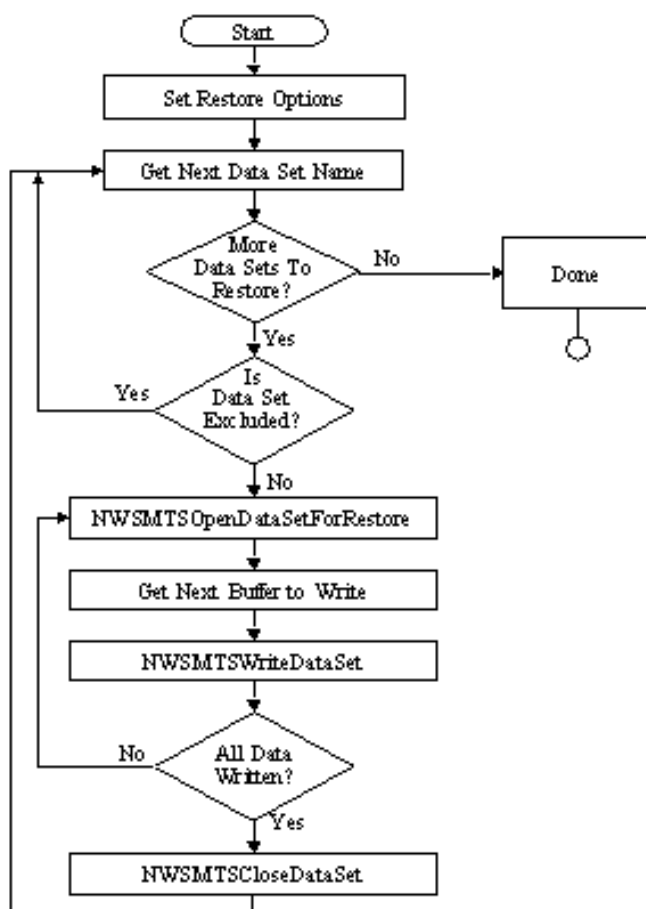 Start
Set Restore Options
Get Next Data Set Name
More
Data Sets To
Restore?
No
Done
Yes
Is
Data Set
Excluded?
Yes
No
NWSMTSOpenDataSetForRestore
Get Next Buffer to Write
NWSMTSWriteDataSet
All Data
Written?
No
Yes
NWSMTSCloseDataSet